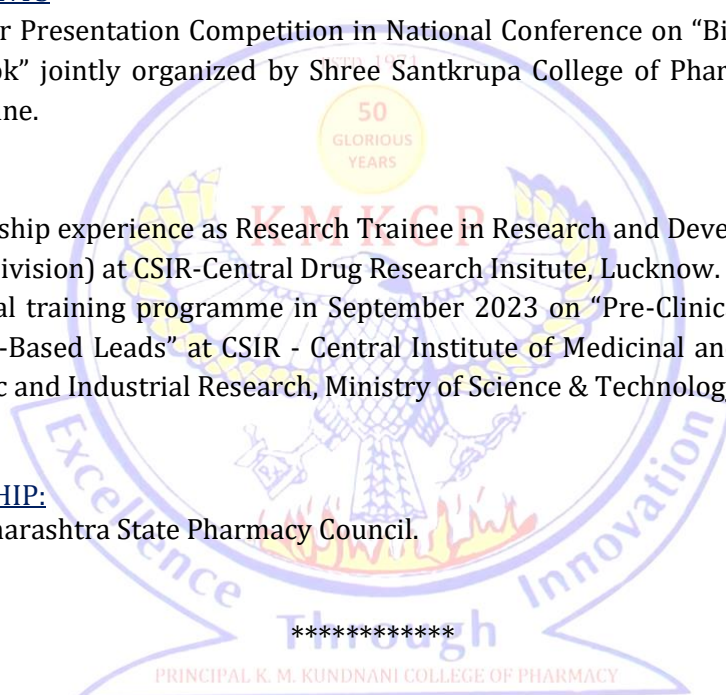 r Presentation Competition in National Conference on “Bi
ok” jointly organized by Shree Santkrupa College of Phar
ne.
ESTD. 1971
50
GLORIOUS
YEARS
KMKCP
ship experience as Research Trainee in Research and Deve
ivision) at CSIR-Central Drug Research Insitute, Lucknow.
al training programme in September 2023 on “Pre-Clinic
-Based Leads” at CSIR - Central Institute of Medicinal an
c and Industrial Research, Ministry of Science & Technolog
HIP:
narashtra State Pharmacy Council.
Excellence Through Innovation
************
PRINCIPAL K. M. KUNDNANI COLLEGE OF PHARMACY